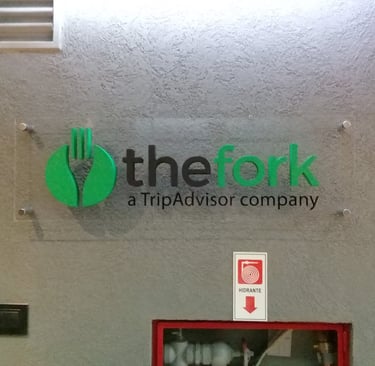 thefork
a TripAdvisor company
HIDRANTE